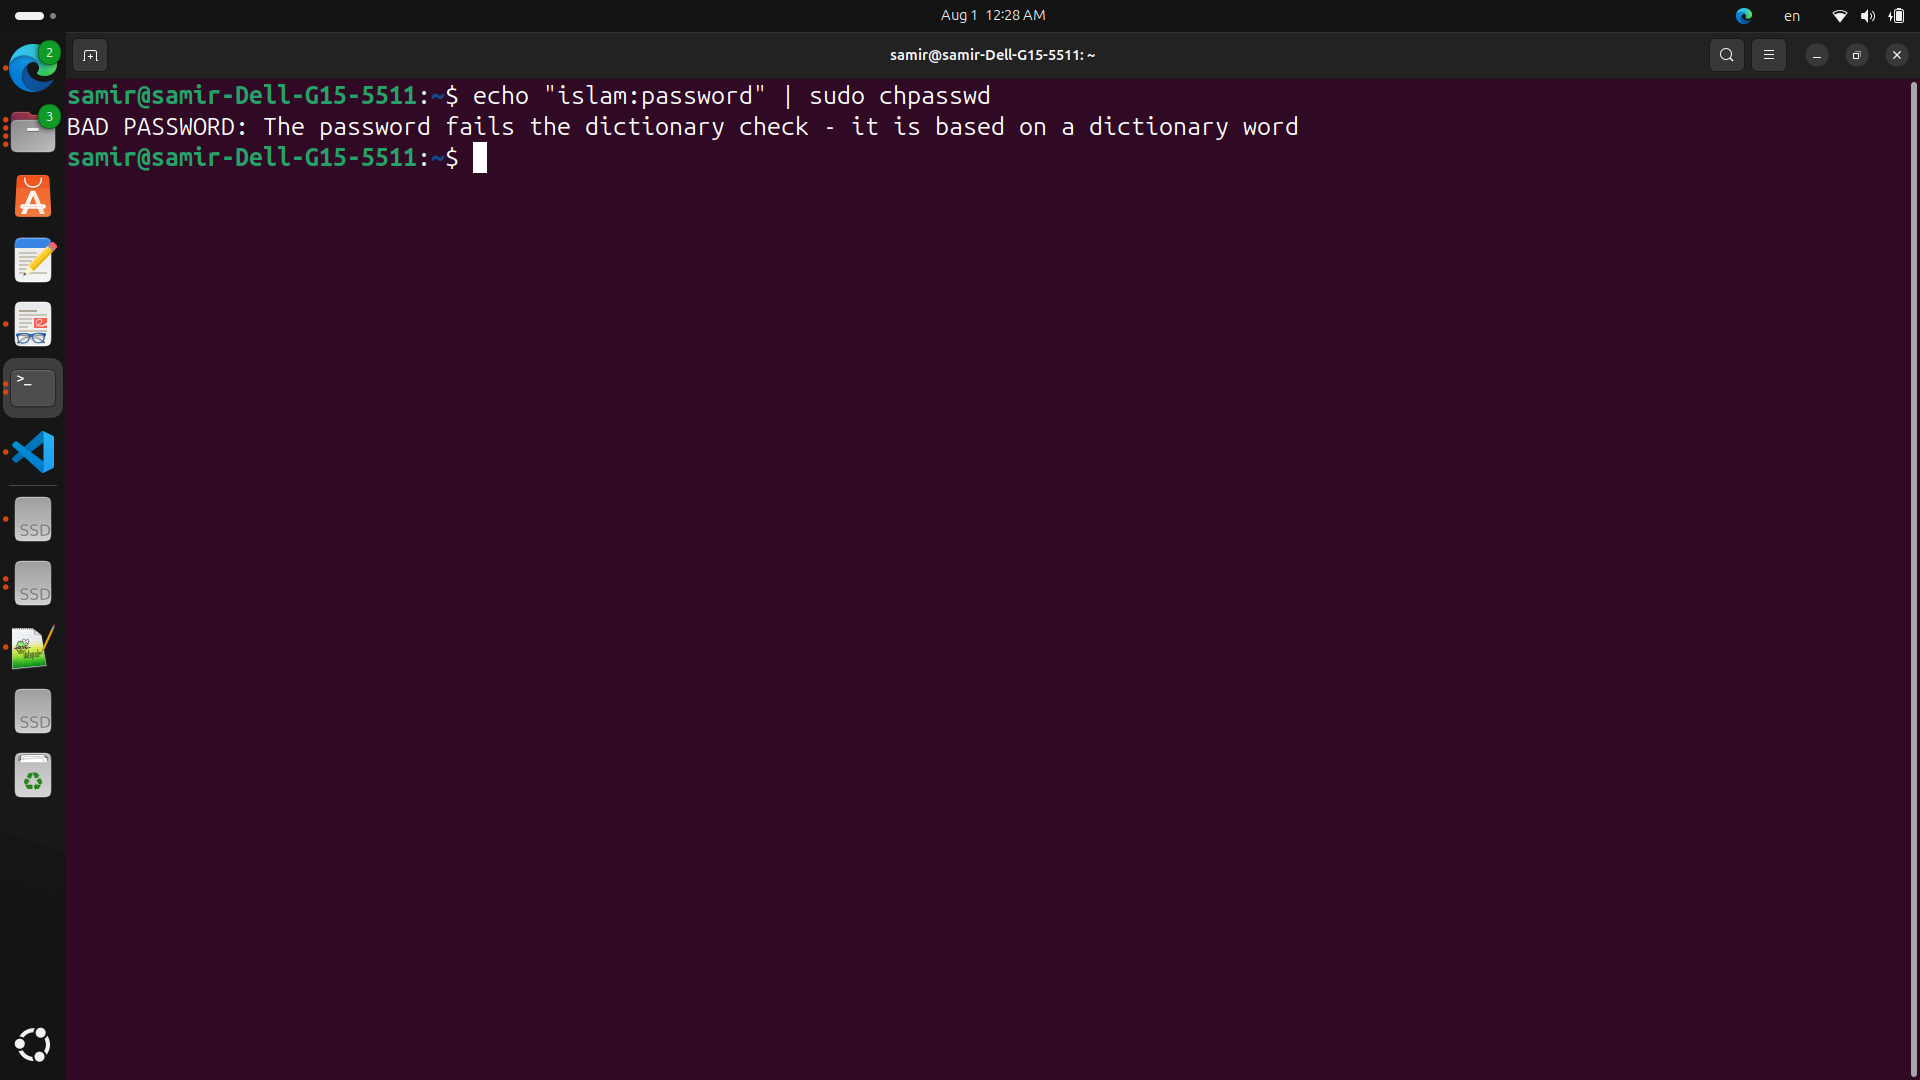 Aug 1 12:28 AM
en
2
samir@samir-Dell-G15-5511: ~
samir@samir-Dell-G15-5511:~$ echo "islam:password" | sudo chpasswd
3
BAD PASSWORD: The password fails the dictionary check - it is based on a dictionary word
samir@samir-Dell-G15-5511:~$
>_
SSD
SSD
SSD